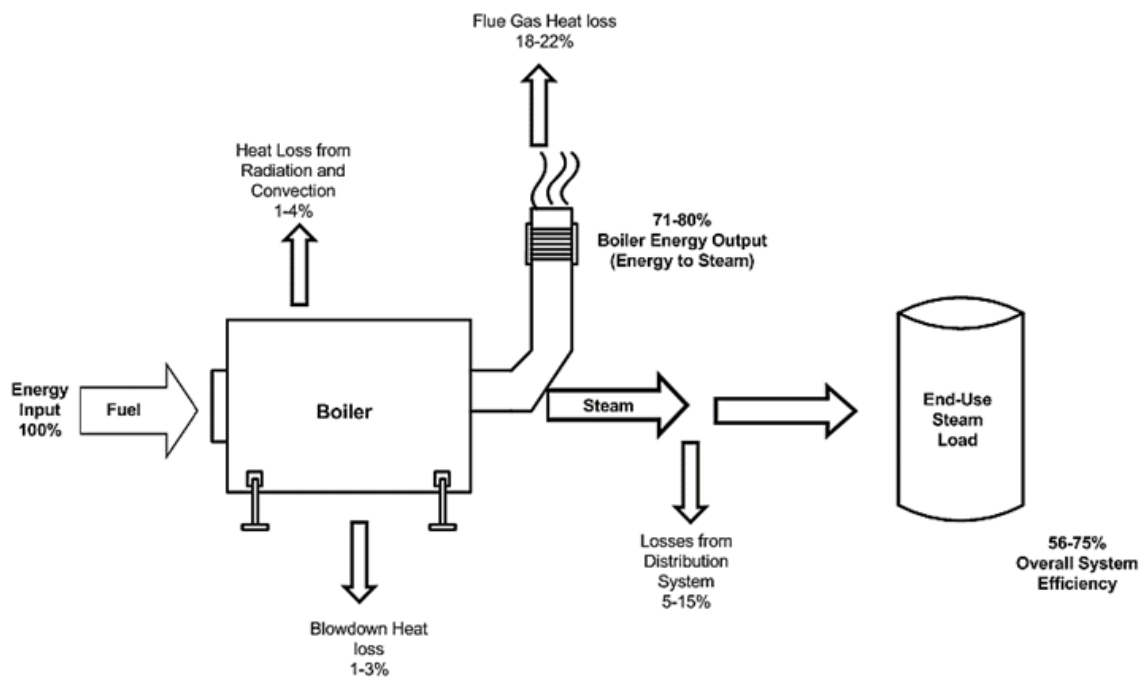 Flue Gas Heat loss
18-22%
Heat Loss from
Radiation and
Convection
1-4%
71-80%
Boiler Energy Output
(Energy to Steam)
Energy
Input
100%
Fuel
Boiler
Steam
End-Use
Steam
Load
Losses from
Distribution
System
5-15%
56-75%
Overall System
Efficiency
Blowdown Heat
loss
1-3%